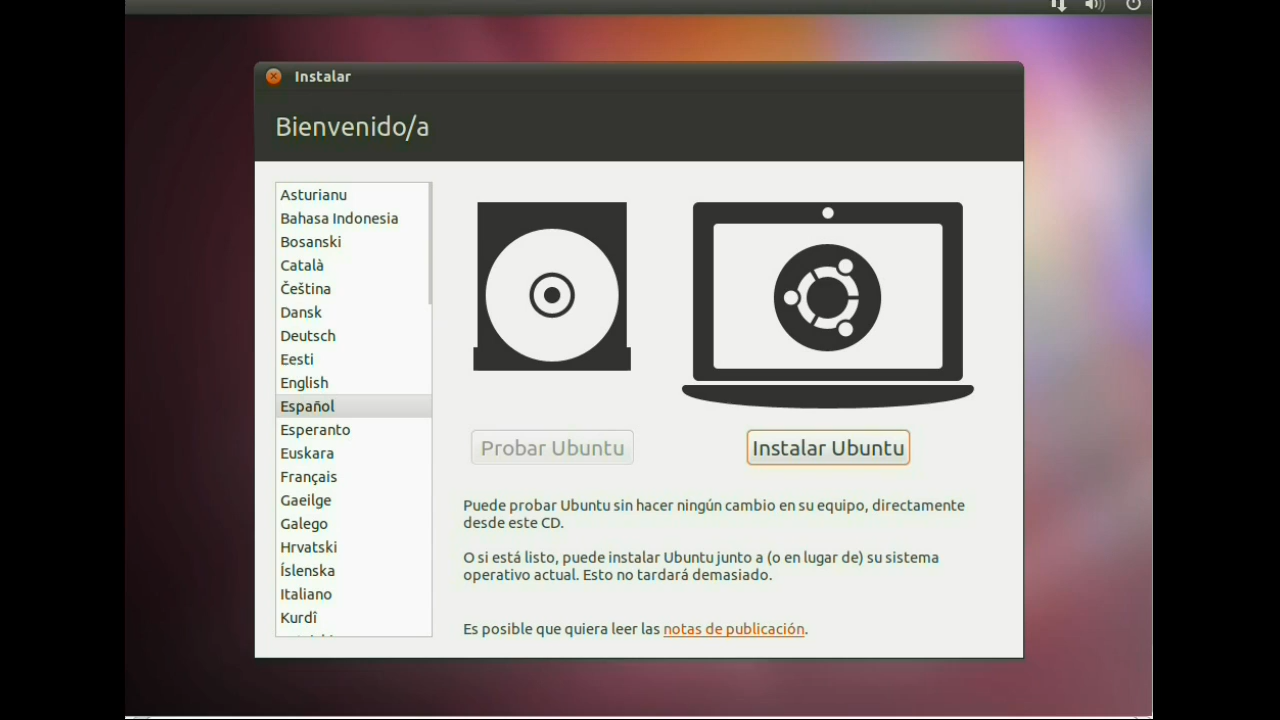 Instalar
Bienvenido/a
Asturianu
Bahasa Indonesia
Bosanski
Català
Čeština
Dansk
Deutsch
Eesti
English
Español
Esperanto
Euskara
Français
Gaeilge
Galego
Hrvatski
Íslenska
Italiano
Kurdî
Probar Ubuntu
Instalar Ubuntu
Puede probar Ubuntu sin hacer ningún cambio en su equipo, directamente
desde este CD.
O si está listo, puede instalar Ubuntu junto a (o en lugar de) su sistema
operativo actual. Esto no tardará demasiado.
Es posible que quiera leer las notas de publicación.